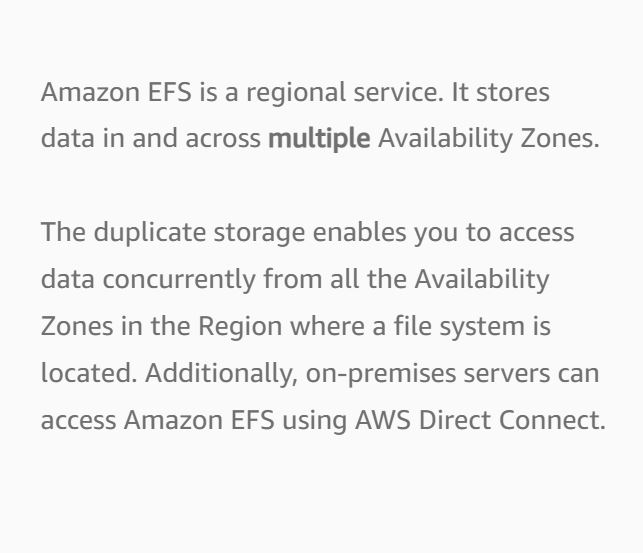 Amazon EFS is a regional service. It stores
data in and across multiple Availability Zones.
The duplicate storage enables you to access
data concurrently from all the Availability
Zones in the Region where a file system is
located. Additionally, on-premises servers can
access Amazon EFS using AWS Direct Connect.